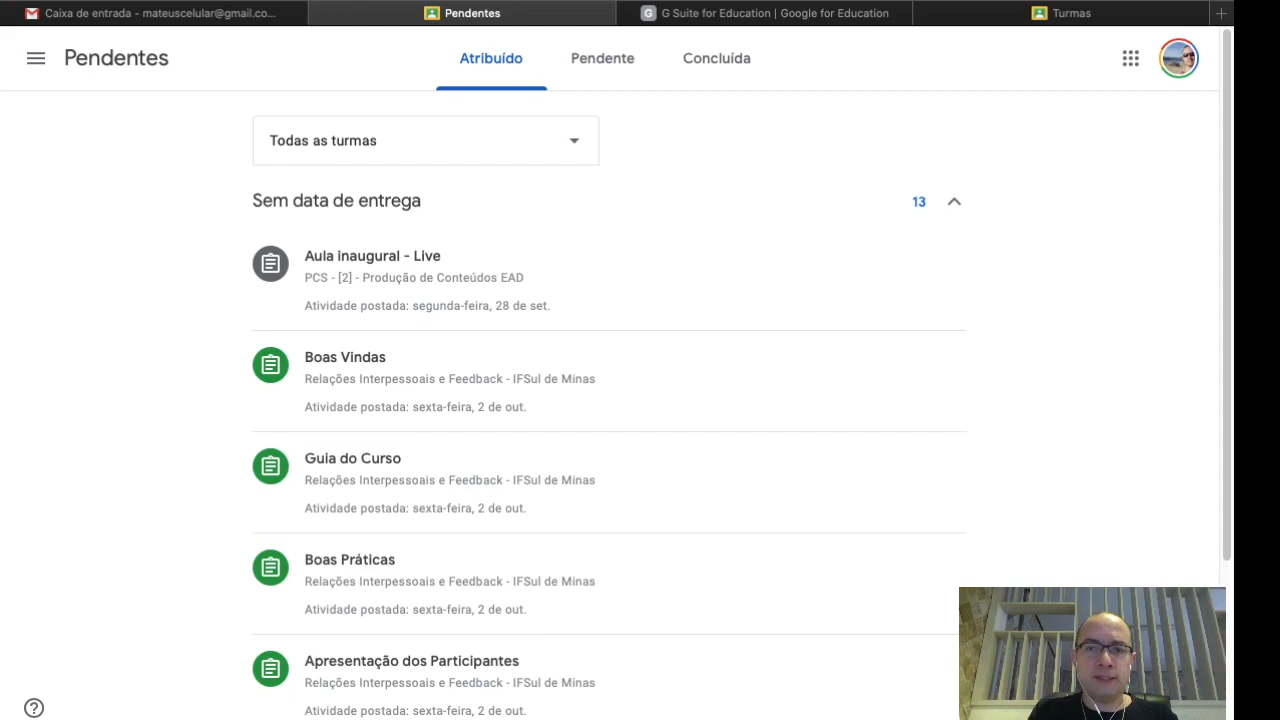 Caixa de entrada - mateuscelular@gmail.co...
Pendentes
G Suite for Education | Google for Education
Turmas
Pendentes
Atribuído
Pendente
Concluída
Todas as turmas
Sem data de entrega
13
Aula inaugural - Live
PCS - [2] - Produção de Conteúdos EAD
Atividade postada: segunda-feira, 28 de set.
Boas Vindas
Relações Interpessoais e Feedback - IFSul de Minas
Atividade postada: sexta-feira, 2 de out.
Guia do Curso
Relações Interpessoais e Feedback - IFSul de Minas
Atividade postada: sexta-feira, 2 de out.
Boas Práticas
Relações Interpessoais e Feedback - IFSul de Minas
Atividade postada: sexta-feira, 2 de out.
Apresentação dos Participantes
Relações Interpessoais e Feedback - IFSul de Minas
Atividade postada: sexta-feira, 2 de out.